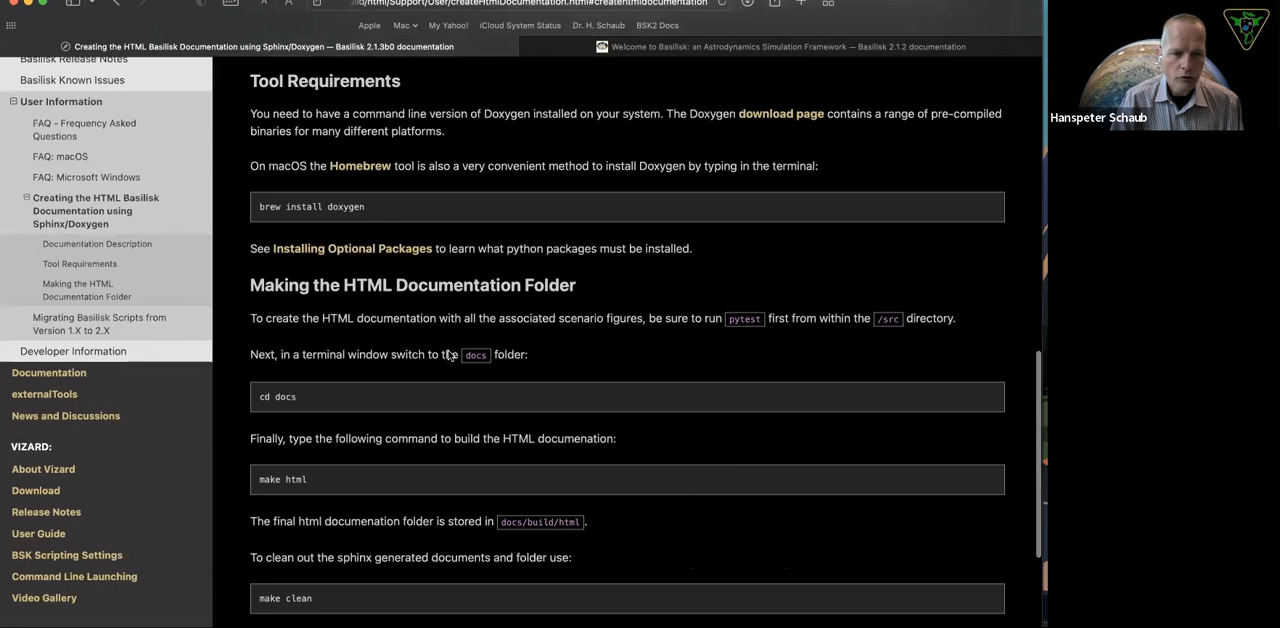 ild/html/Support/User/createHtmlDocumentation.html#createhtmldocumentation
Apple Mac My Yahoo! iCloud System Status Dr. H. Schaub BSK2 Docs
Creating the HTML Basilisk Documentation using Sphinx/Doxygen — Basilisk 2.1.3b0 documentation
Welcome to Basilisk: an Astrodynamics Simulation Framework — Basilisk 2.1.2 documentation
Basilisk Release Notes
Basilisk Known Issues
User Information
FAQ - Frequency Asked
Questions
FAQ: macOS
FAQ: Microsoft Windows
Creating the HTML Basilisk
Documentation using
Sphinx/Doxygen
Documentation Description
Tool Requirements
Making the HTML
Documentation Folder
Migrating Basilisk Scripts from
Version 1.X to 2.X
Developer Information
Documentation
externalTools
News and Discussions
VIZARD:
About Vizard
Download
Release Notes
User Guide
BSK Scripting Settings
Command Line Launching
Video Gallery
Tool Requirements
You need to have a command line version of Doxygen installed on your system. The Doxygen download page contains a range of pre-compiled
binaries for many different platforms.
On macOS the Homebrew tool is also a very convenient method to install Doxygen by typing in the terminal:
brew install doxygen
See Installing Optional Packages to learn what python packages must be installed.
Making the HTML Documentation Folder
To create the HTML documentation with all the associated scenario figures, be sure to run pytest first from within the /src directory.
Next, in a terminal window switch to the docs folder:
cd docs
Finally, type the following command to build the HTML documenation:
make html
The final html documenation folder is stored in docs/build/html.
To clean out the sphinx generated documents and folder use:
make clean
Hanspeter Schaub